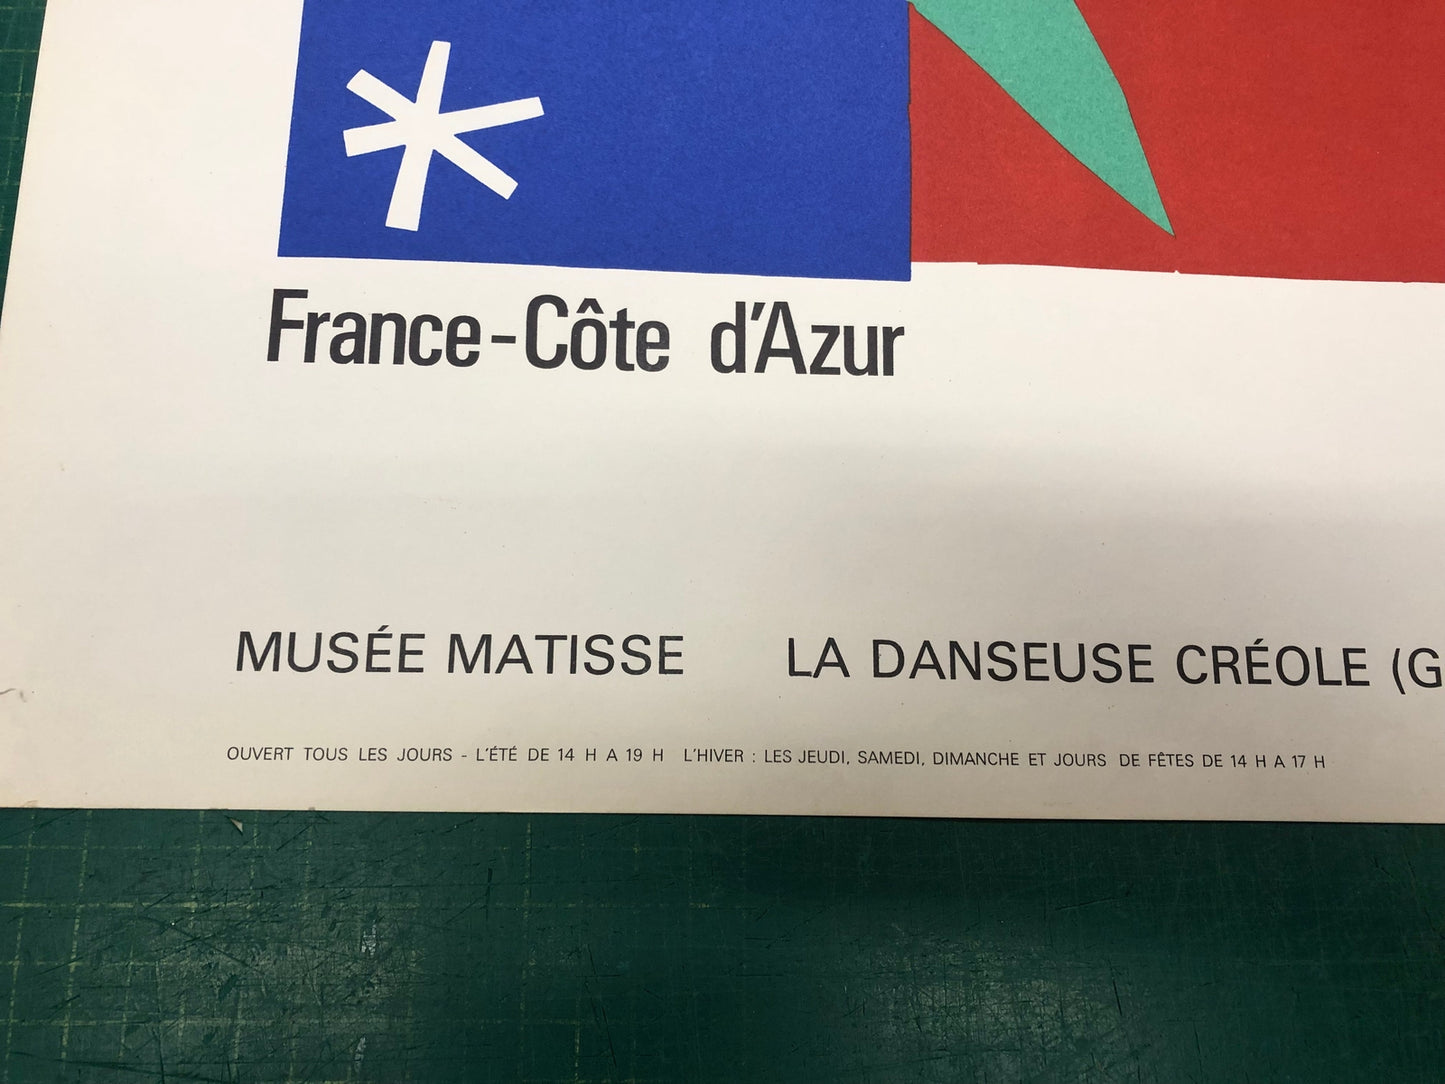 France-Côte d'Azur
MUSÉE MATISSE LA DANSEUSE CRÉOLE (G
OUVERT TOUS LES JOURS - L'ÉTÉ DE 14 H A 19 H L'HIVER : LES JEUDI, SAMEDI, DIMANCHE ET JOURS DE FÊTES DE 14 H A 17 H